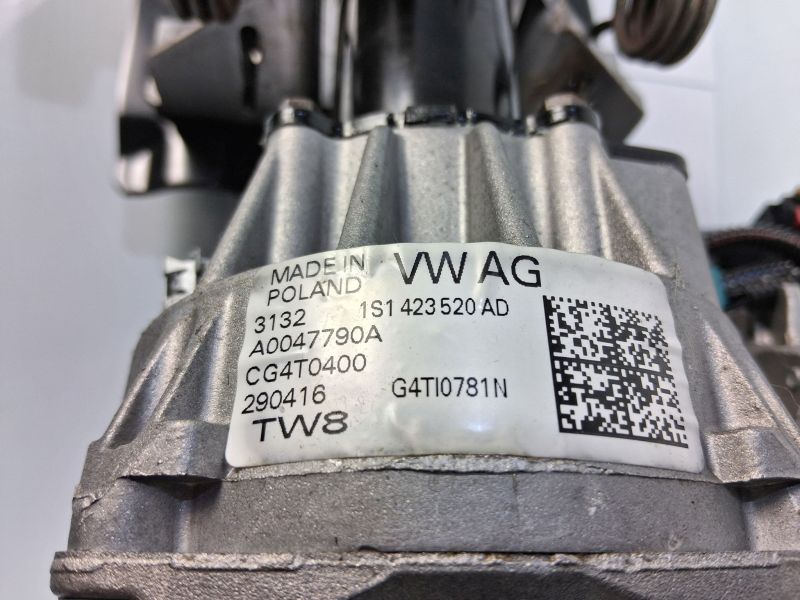 MADE IN VW AG
POLAND
3132 1S1 423 520 AD
A0047790A
CG4T0400
290416 G4TI0781N
TW8